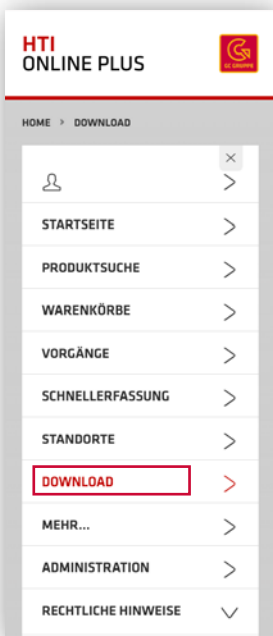 HTI
ONLINE PLUS
GC GRUPPE
HOME > DOWNLOAD
STARTSEITE
PRODUKTSUCHE
WARENKÖRBE
VORGÄNGE
SCHNELLERFASSUNG
STANDORTE
DOWNLOAD
MEHR...
ADMINISTRATION
RECHTLICHE HINWEISE